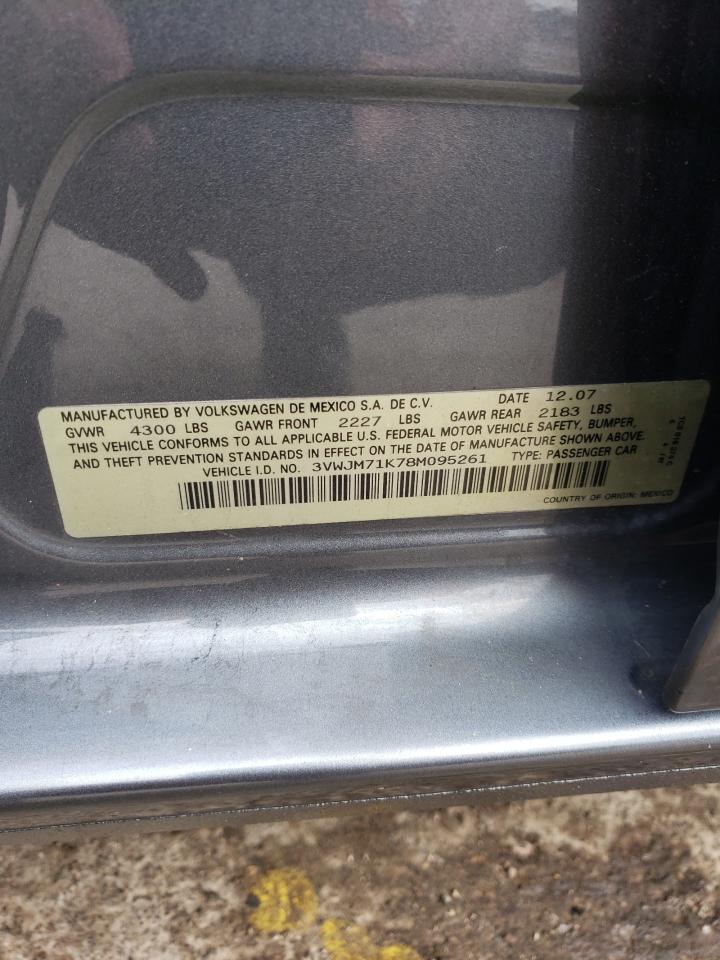 MANUFACTURED BY VOLKSWAGEN DE MEXICO S.A. DE C.V. DATE 12.07
GVWR 4300 LBS GAWR FRONT 2227 LBS GAWR REAR 2183 LBS
THIS VEHICLE CONFORMS TO ALL APPLICABLE U.S. FEDERAL MOTOR VEHICLE SAFETY, BUMPER,
AND THEFT PREVENTION STANDARDS IN EFFECT ON THE DATE OF MANUFACTURE SHOWN ABOVE.
VEHICLE I.D. NO. 3VWJM71K78M095261 TYPE: PASSENGER CAR
COUNTRY OF ORIGIN: MEXICO